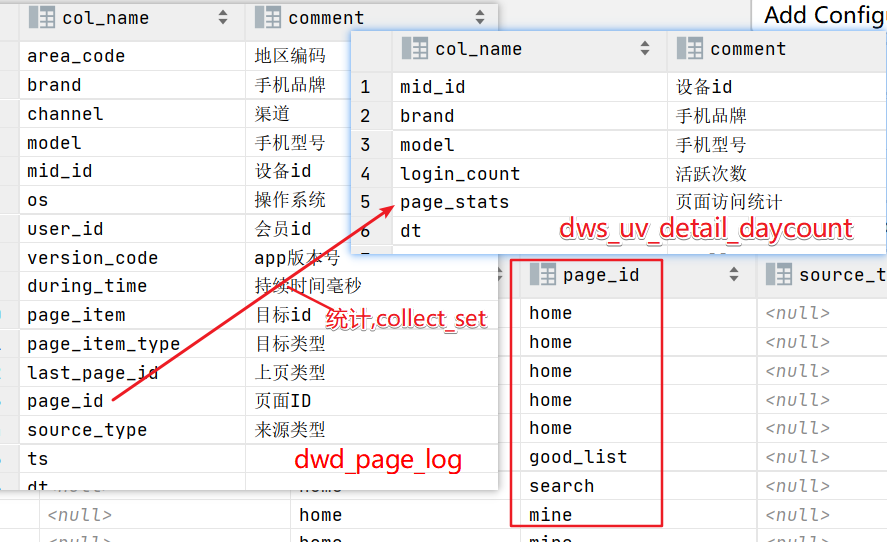 col_name comment
area_code 地区编码
brand 手机品牌
channel 渠道
model 手机型号
mid_id 设备id
os 操作系统
user_id 会员id
version_code app版本号
during_time 持续时间毫秒
page_item 目标id
page_item_type 目标类型
last_page_id 上页类型
page_id 页面ID
source_type 来源类型
ts
dt
dwd_page_log
统计,collect_set
Add Config
col_name comment
1 mid_id 设备id
2 brand 手机品牌
3 model 手机型号
4 login_count 活跃次数
5 page_stats 页面访问统计
6 dt
dws_uv_detail_daycount
page_id source_t
home <null>
home <null>
home <null>
home <null>
home <null>
good_list <null>
search <null>
<null> home mine <null>
<null> home mine <null>